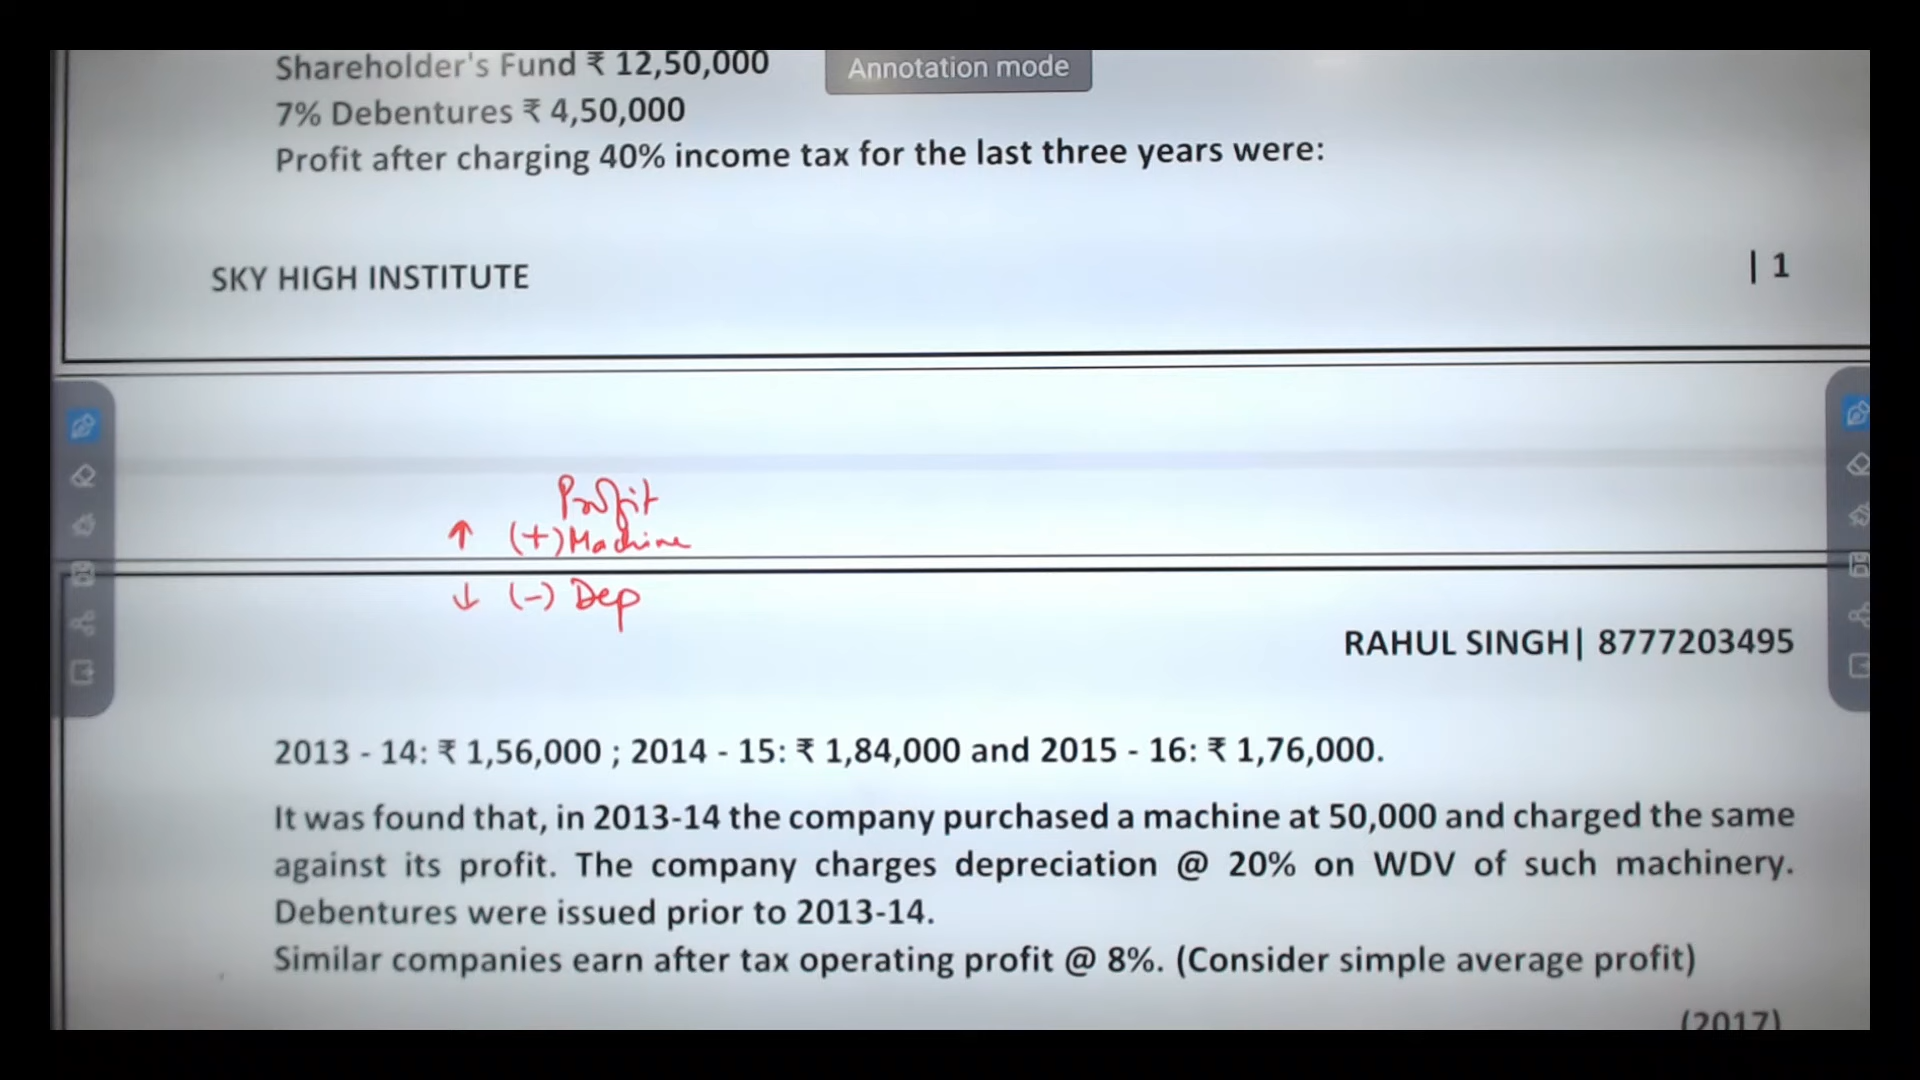 Shareholder's Fund ₹ 12,50,000
Annotation mode
7% Debentures ₹ 4,50,000
Profit after charging 40% income tax for the last three years were:
SKY HIGH INSTITUTE
| 1
Profit
↑ (+) Machine
↓ (-) Dep
RAHUL SINGH| 8777203495
2013 - 14: ₹ 1,56,000 ; 2014 - 15: ₹ 1,84,000 and 2015 - 16: ₹ 1,76,000.
It was found that, in 2013-14 the company purchased a machine at 50,000 and charged the same
against its profit. The company charges depreciation @ 20% on WDV of such machinery.
Debentures were issued prior to 2013-14.
Similar companies earn after tax operating profit @ 8%. (Consider simple average profit)
(2017)